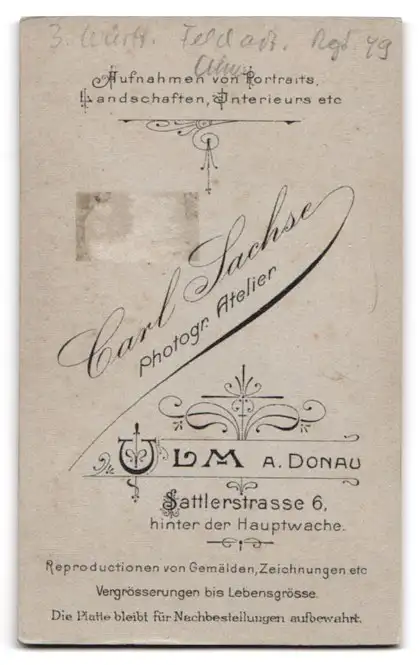 3. Württ. Feldart. Rgt. 49
Ulm
Aufnahmen von Portraits,
Landschaften, Interieurs etc
Carl Sachse
Photogr. Atelier
ULM A. DONAU
Sattlerstrasse 6,
hinter der Hauptwache.
Reproductionen von Gemälden, Zeichnungen etc
Vergrösserungen bis Lebensgrösse.
Die Platte bleibt für Nachbestellungen aufbewahrt.